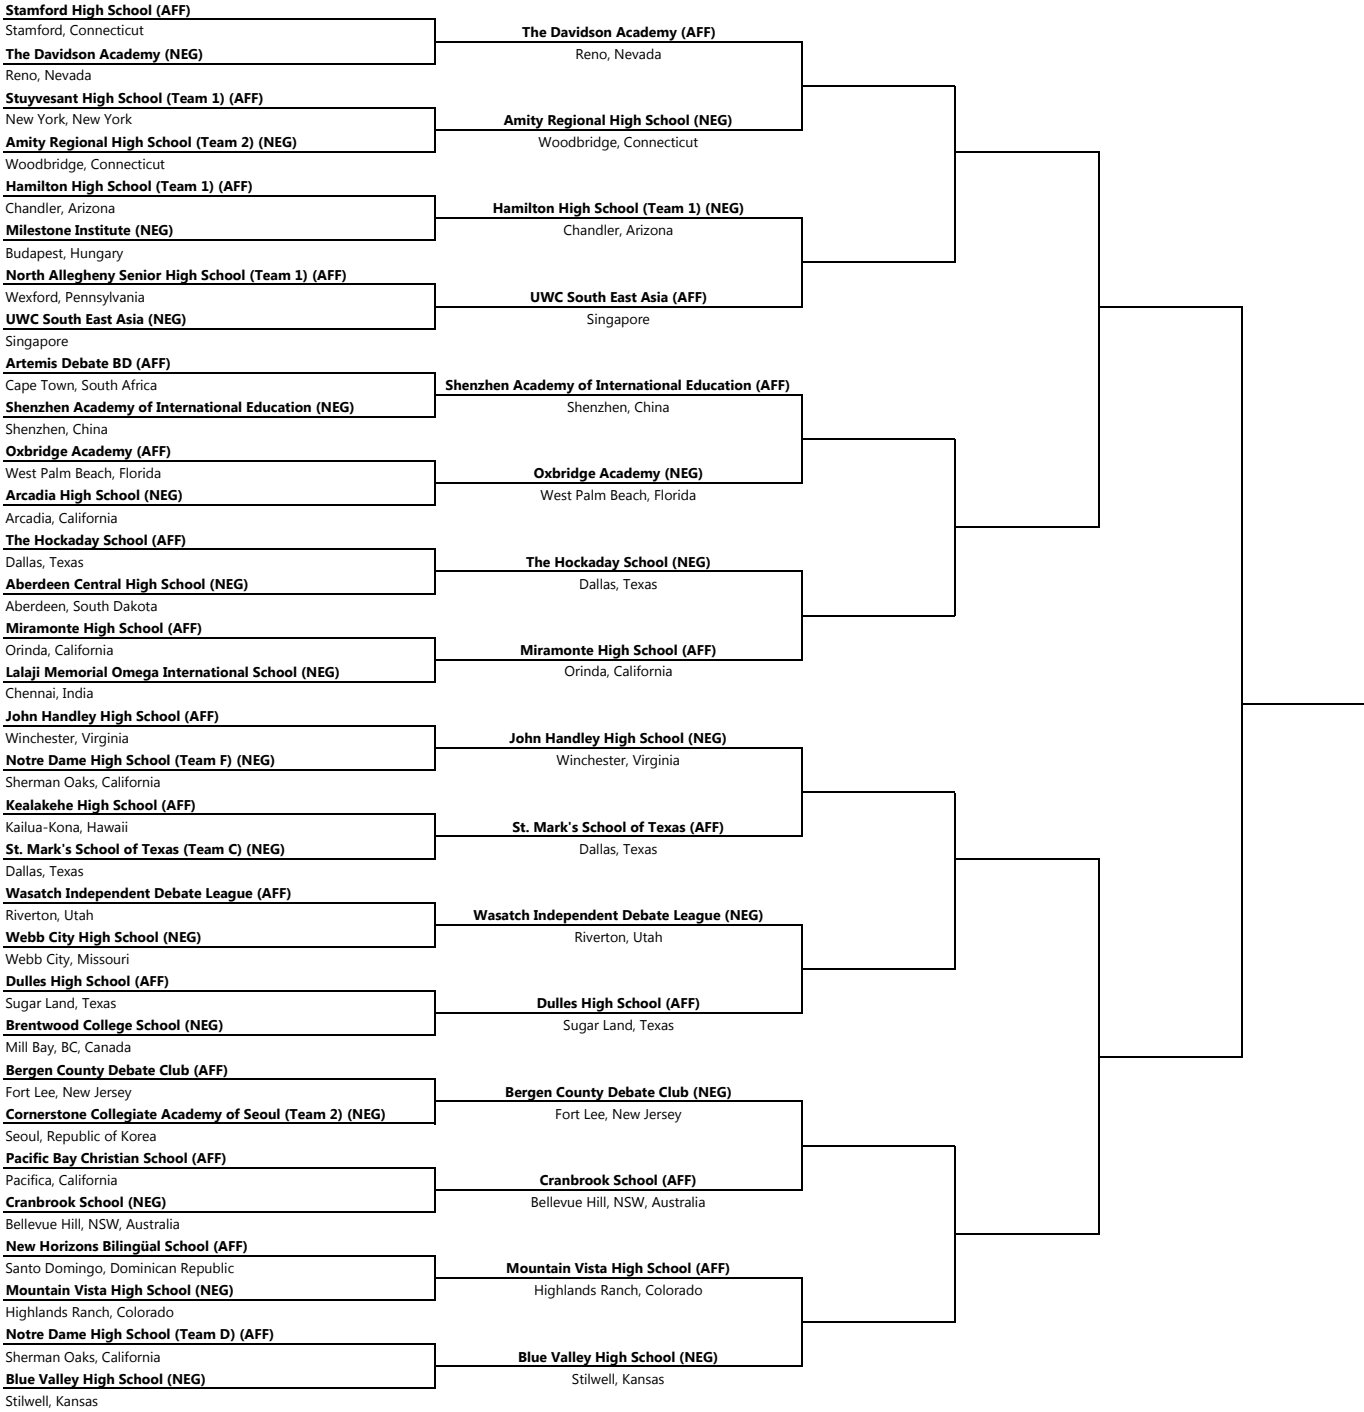 Stamford High School (AFF)
Stamford, Connecticut
The Davidson Academy (NEG)
Reno, Nevada
Stuyvesant High School (Team 1) (AFF)
New York, New York
Amity Regional High School (Team 2) (NEG)
Woodbridge, Connecticut
Hamilton High School (Team 1) (AFF)
Chandler, Arizona
Milestone Institute (NEG)
Budapest, Hungary
North Allegheny Senior High School (Team 1) (AFF)
Wexford, Pennsylvania
UWC South East Asia (NEG)
Singapore
Artemis Debate BD (AFF)
Cape Town, South Africa
Shenzhen Academy of International Education (NEG)
Shenzhen, China
Oxbridge Academy (AFF)
West Palm Beach, Florida
Arcadia High School (NEG)
Arcadia, California
The Hockaday School (AFF)
Dallas, Texas
Aberdeen Central High School (NEG)
Aberdeen, South Dakota
Miramonte High School (AFF)
Orinda, California
Lalaji Memorial Omega International School (NEG)
Chennai, India
John Handley High School (AFF)
Winchester, Virginia
Notre Dame High School (Team F) (NEG)
Sherman Oaks, California
Kealakehe High School (AFF)
Kailua-Kona, Hawaii
St. Mark's School of Texas (Team C) (NEG)
Dallas, Texas
Wasatch Independent Debate League (AFF)
Riverton, Utah
Webb City High School (NEG)
Webb City, Missouri
Dulles High School (AFF)
Sugar Land, Texas
Brentwood College School (NEG)
Mill Bay, BC, Canada
Bergen County Debate Club (AFF)
Fort Lee, New Jersey
Cornerstone Collegiate Academy of Seoul (Team 2) (NEG)
Seoul, Republic of Korea
Pacific Bay Christian School (AFF)
Pacifica, California
Cranbrook School (NEG)
Bellevue Hill, NSW, Australia
New Horizons Bilingüal School (AFF)
Santo Domingo, Dominican Republic
Mountain Vista High School (NEG)
Highlands Ranch, Colorado
Notre Dame High School (Team D) (AFF)
Sherman Oaks, California
Blue Valley High School (NEG)
Stilwell, Kansas
The Davidson Academy (AFF)
Reno, Nevada
Amity Regional High School (NEG)
Woodbridge, Connecticut
Hamilton High School (Team 1) (NEG)
Chandler, Arizona
UWC South East Asia (AFF)
Singapore
Shenzhen Academy of International Education (AFF)
Shenzhen, China
Oxbridge Academy (NEG)
West Palm Beach, Florida
The Hockaday School (NEG)
Dallas, Texas
Miramonte High School (AFF)
Orinda, California
John Handley High School (NEG)
Winchester, Virginia
St. Mark's School of Texas (AFF)
Dallas, Texas
Wasatch Independent Debate League (NEG)
Riverton, Utah
Dulles High School (AFF)
Sugar Land, Texas
Bergen County Debate Club (NEG)
Fort Lee, New Jersey
Cranbrook School (AFF)
Bellevue Hill, NSW, Australia
Mountain Vista High School (AFF)
Highlands Ranch, Colorado
Blue Valley High School (NEG)
Stilwell, Kansas